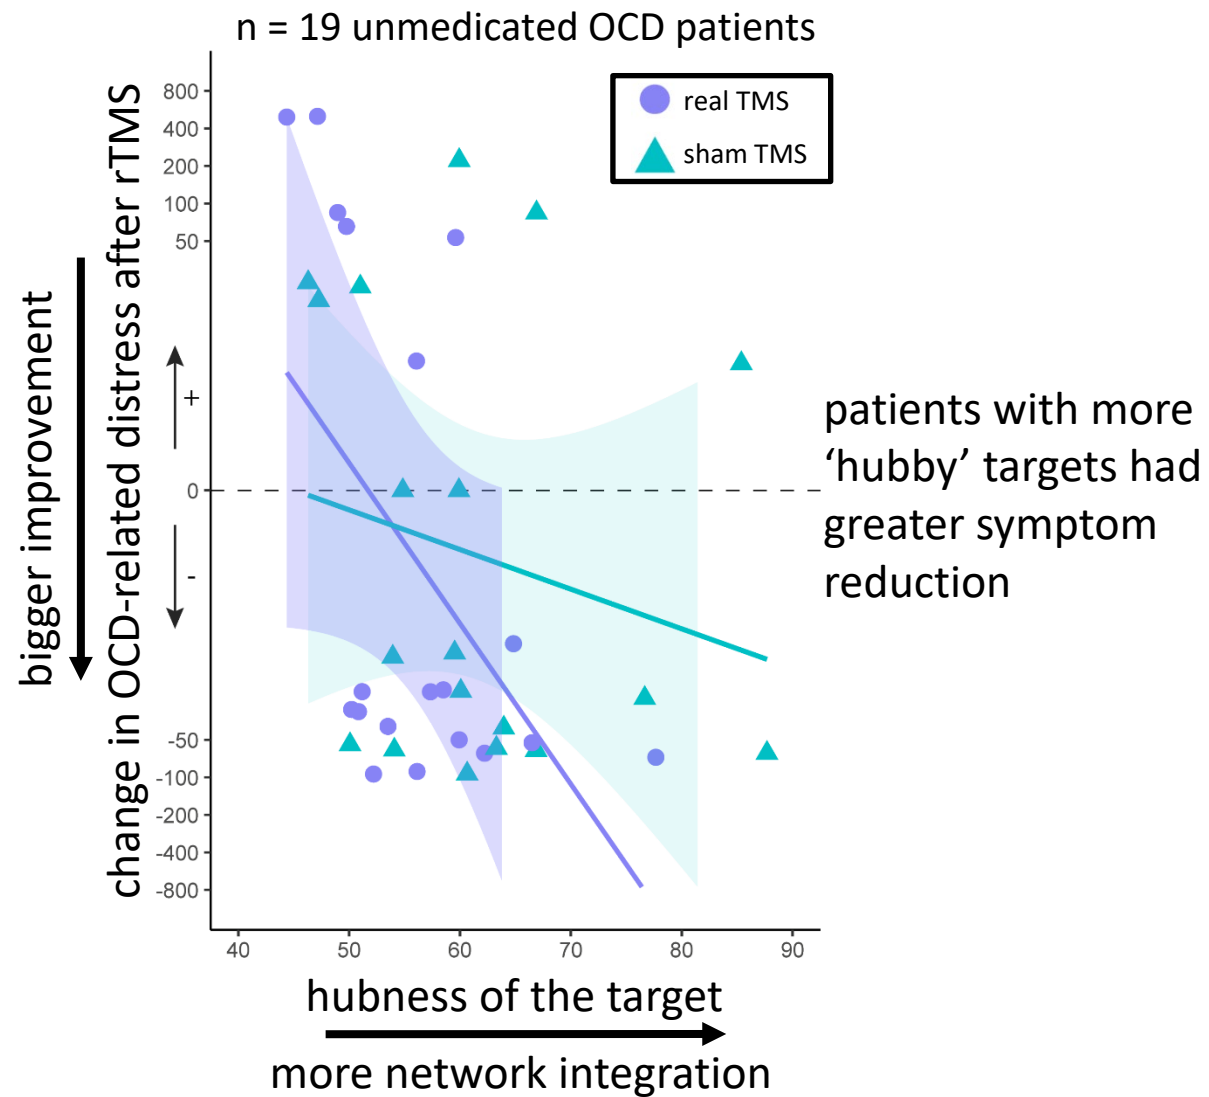 n = 19 unmedicated OCD patients
real TMS
sham TMS
bigger improvement
change in OCD-related distress after rTMS
+
-
800
400
200
100
50
0
-50
-100
-200
-400
-800
patients with more
‘hubby’ targets had
greater symptom
reduction
40 50 60 70 80 90
hubness of the target
more network integration